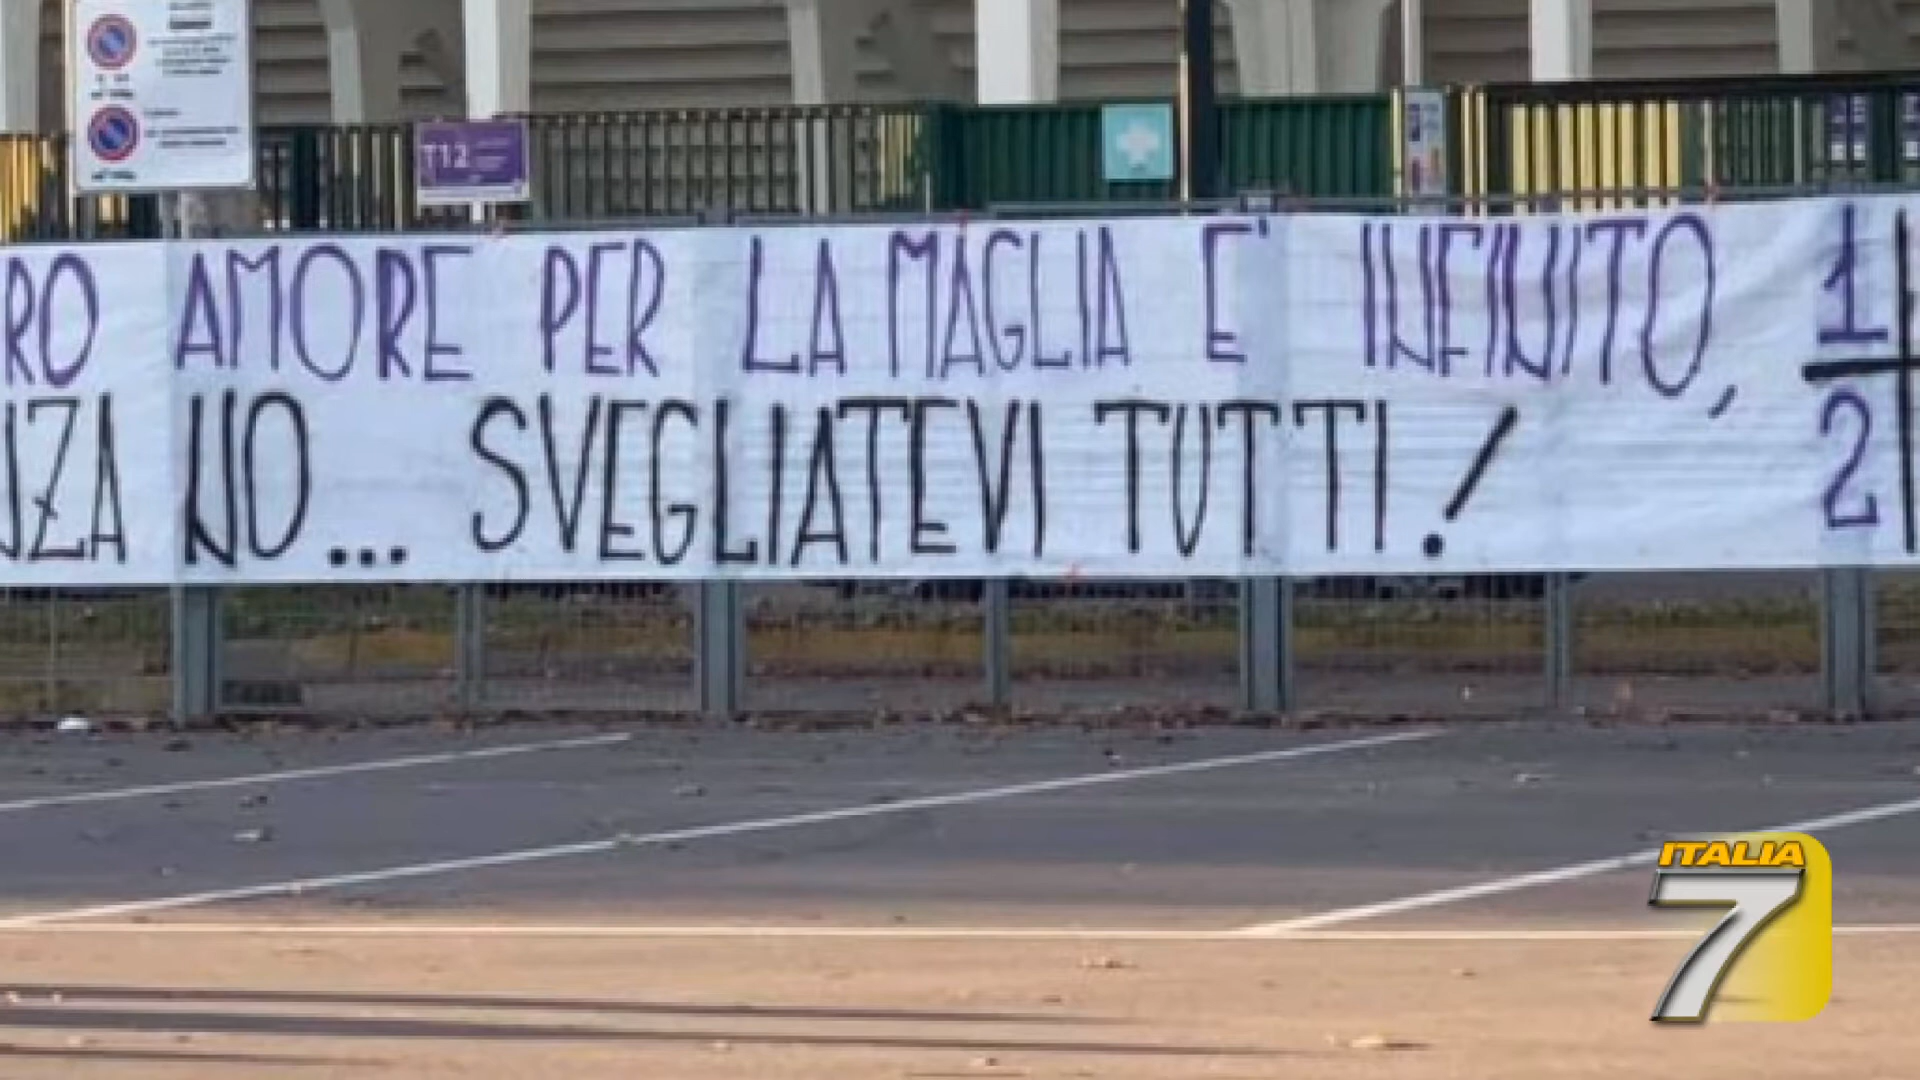 T12
RO AMORE PER LA MAGLIA E' INFINITO,
NZA NO... SVEGLIATEVI TUTTI!
1
2
ITALIA
7